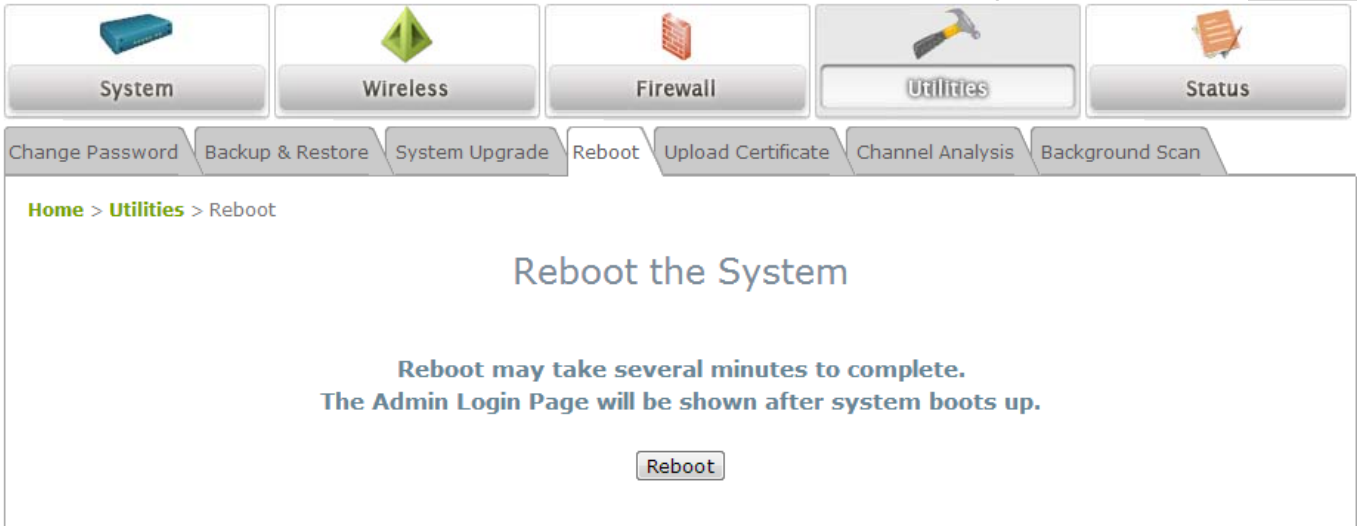 System Wireless Firewall Utilities Status
Change Password Backup & Restore System Upgrade Reboot Upload Certificate Channel Analysis Background Scan
Home > Utilities > Reboot
Reboot the System
Reboot may take several minutes to complete.
The Admin Login Page will be shown after system boots up.
Reboot